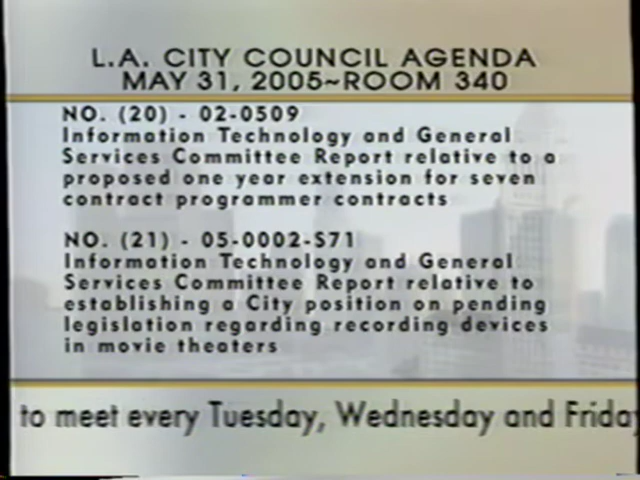 L.A. CITY COUNCIL AGENDA
MAY 31, 2005~ROOM 340
NO. (20) - 02-0509
Information Technology and General
Services Committee Report relative to a
proposed one year extension for seven
contract programmer contracts
NO. (21) - 05-0002-S71
Information Technology and General
Services Committee Report relative to
establishing a City position on pending
legislation regarding recording devices
in movie theaters
to meet every Tuesday, Wednesday and Friday